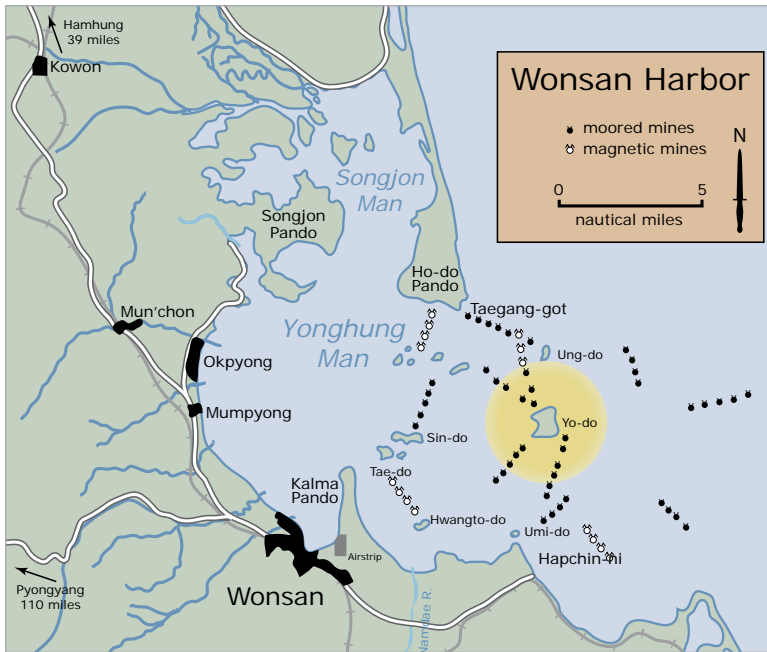 Hamhung
39 miles
Kowon
Wonsan Harbor
moored mines
magnetic mines
N
0 5
nautical miles
Songjon
Man
Songjon
Pando
Ho-do
Pando
Taegang-got
Mun'chon
Yonghung
Man
Ung-do
Okpyong
Mumpyong
Yo-do
Sin-do
Tae-do
Kalma
Pando
Hwangto-do
Umi-do
Hapchin-ni
Airstrip
Pyongyang
110 miles
Wonsan
Namdae R.